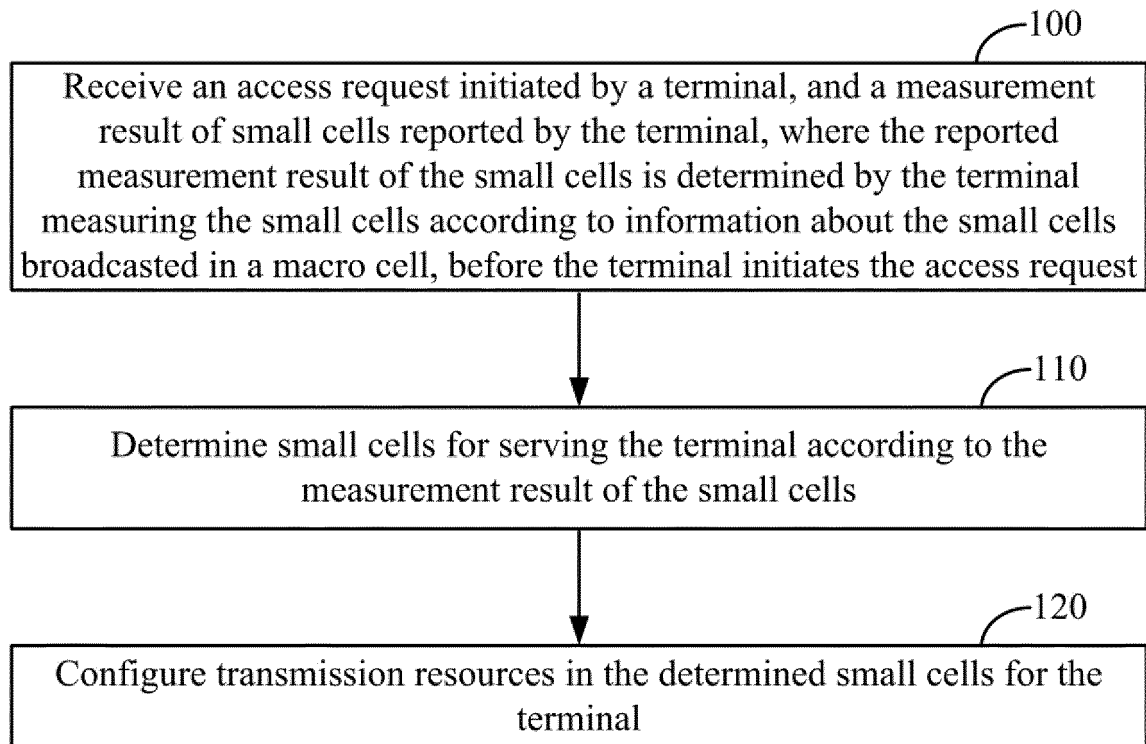 100
Receive an access request initiated by a terminal, and a measurement
result of small cells reported by the terminal, where the reported
measurement result of the small cells is determined by the terminal
measuring the small cells according to information about the small cells
broadcasted in a macro cell, before the terminal initiates the access request
110
Determine small cells for serving the terminal according to the
measurement result of the small cells
120
Configure transmission resources in the determined small cells for the
terminal